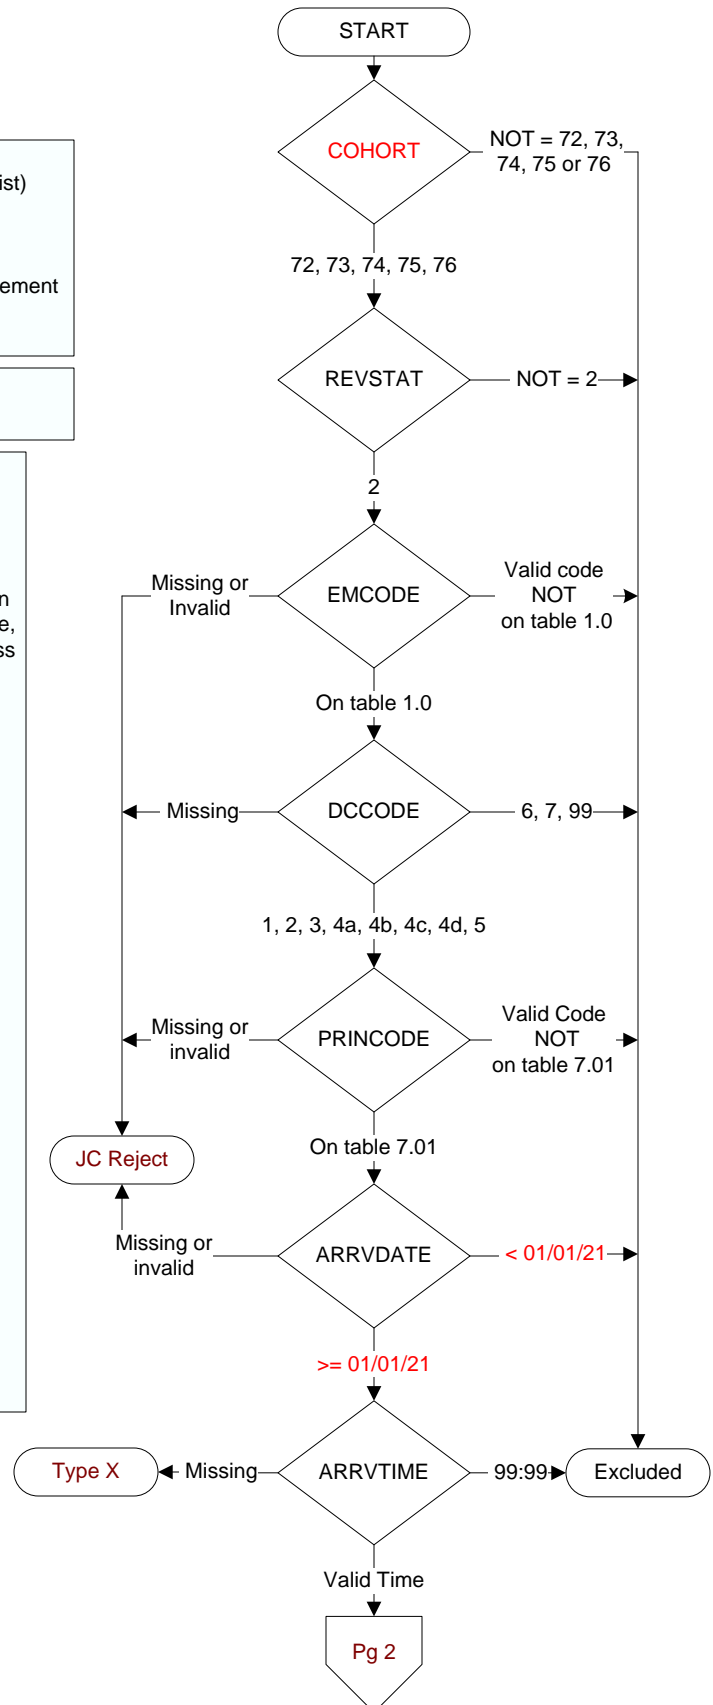 START
COHORT
NOT = 72, 73,
74, 75 or 76
ist)
72, 73, 74, 75, 76
ement
REVSTAT
NOT = 2
2
Missing or
Invalid
EMCODE
Valid code
NOT
on table 1.0
n
e,
ss
On table 1.0
Missing
DCCODE
6, 7, 99
1, 2, 3, 4a, 4b, 4c, 4d, 5
Missing or
invalid
PRINCODE
Valid Code
NOT
on table 7.01
On table 7.01
JC Reject
Missing or
invalid
ARRVDATE
< 01/01/21
>= 01/01/21
Type X
Missing
ARRVTIME
99:99
Excluded
Valid Time
Pg 2